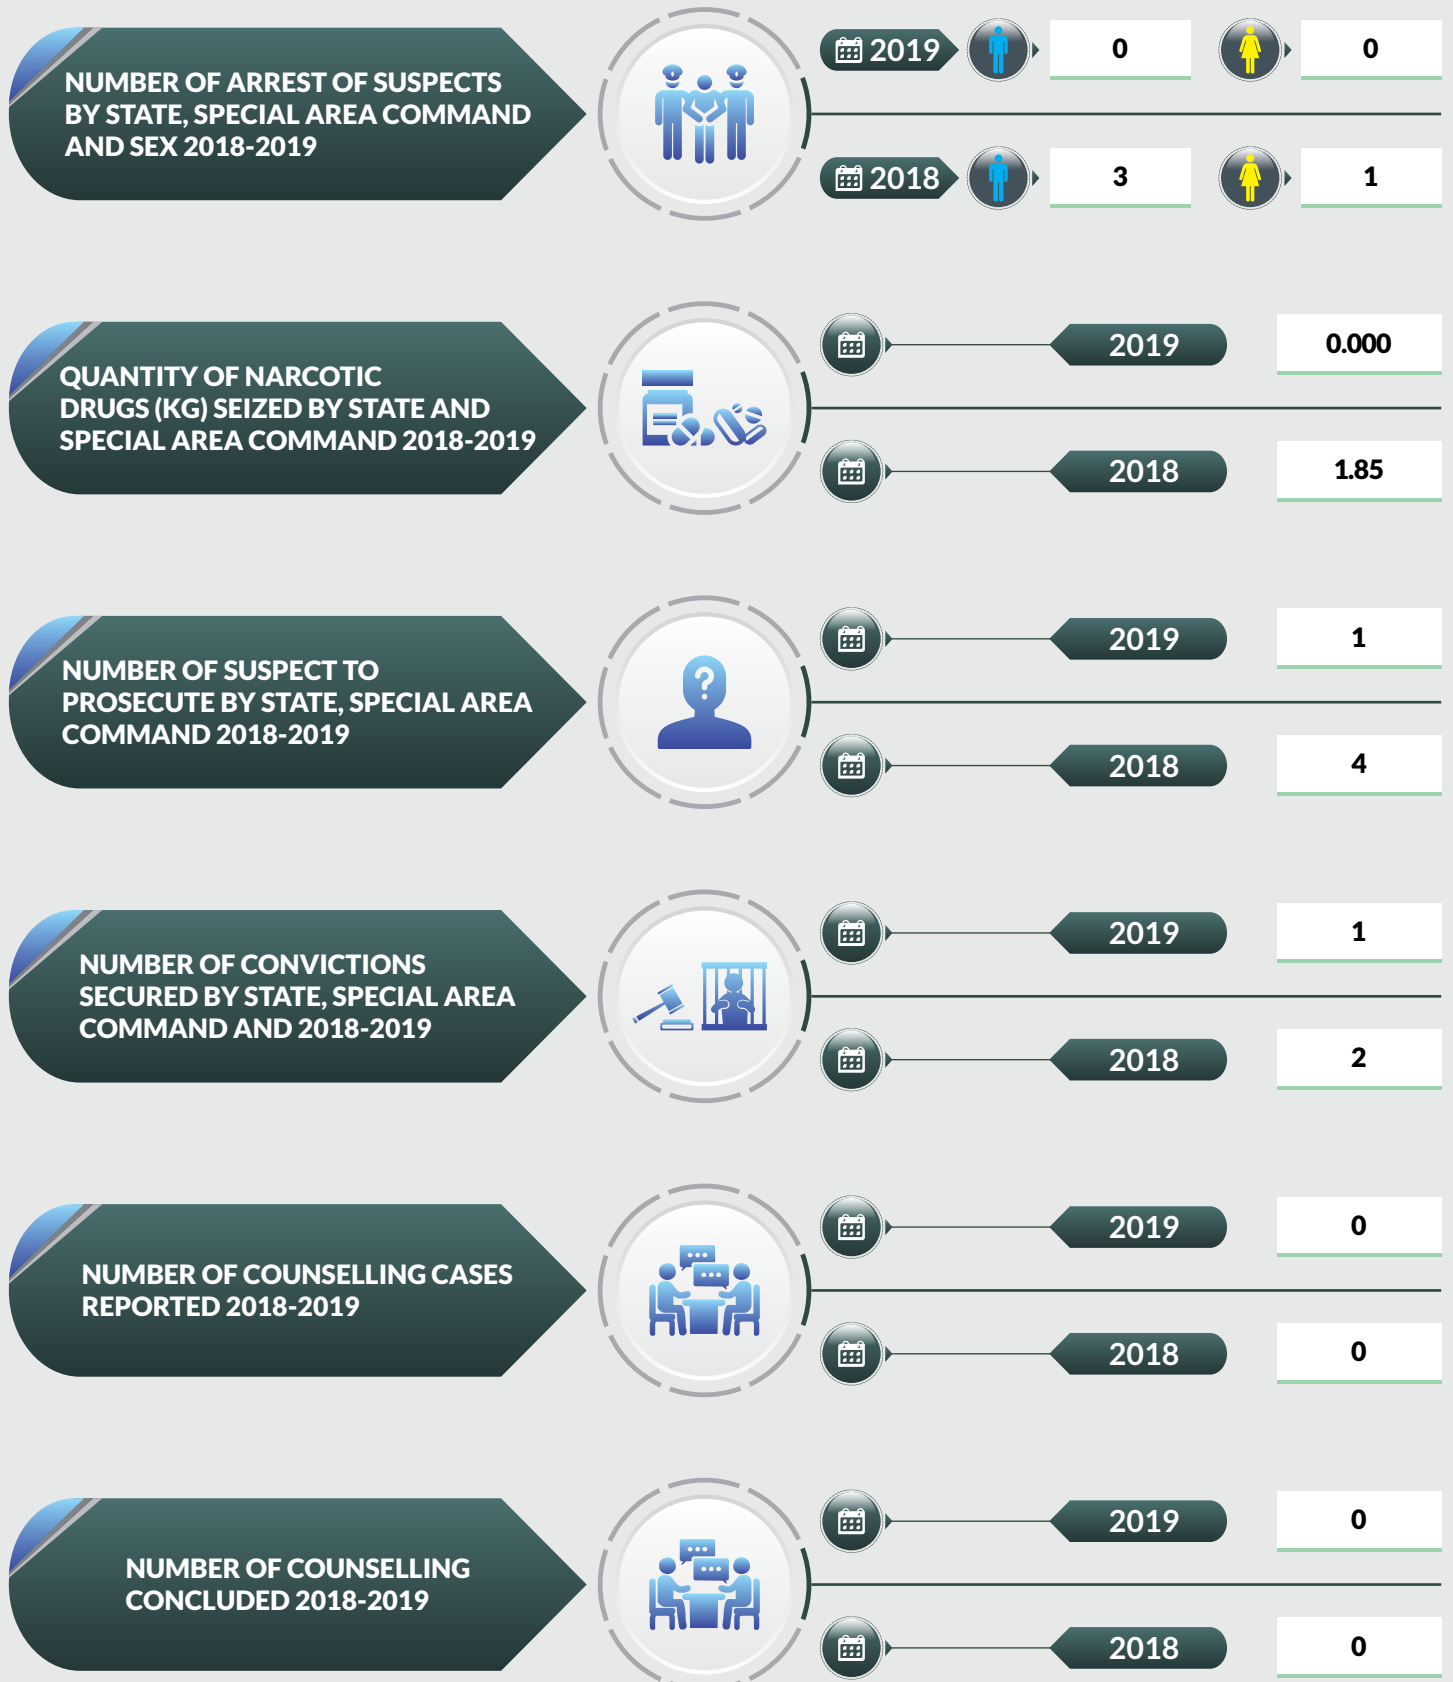 NUMBER OF ARREST OF SUSPECTS
BY STATE, SPECIAL AREA COMMAND
AND SEX 2018-2019
2019 0 0
2018 3 1
QUANTITY OF NARCOTIC
DRUGS (KG) SEIZED BY STATE AND
SPECIAL AREA COMMAND 2018-2019
2019 0.000
2018 1.85
NUMBER OF SUSPECT TO
PROSECUTE BY STATE, SPECIAL AREA
COMMAND 2018-2019
?
2019 1
2018 4
NUMBER OF CONVICTIONS
SECURED BY STATE, SPECIAL AREA
COMMAND AND 2018-2019
2019 1
2018 2
NUMBER OF COUNSELLING CASES
REPORTED 2018-2019
2019 0
2018 0
NUMBER OF COUNSELLING
CONCLUDED 2018-2019
2019 0
2018 0